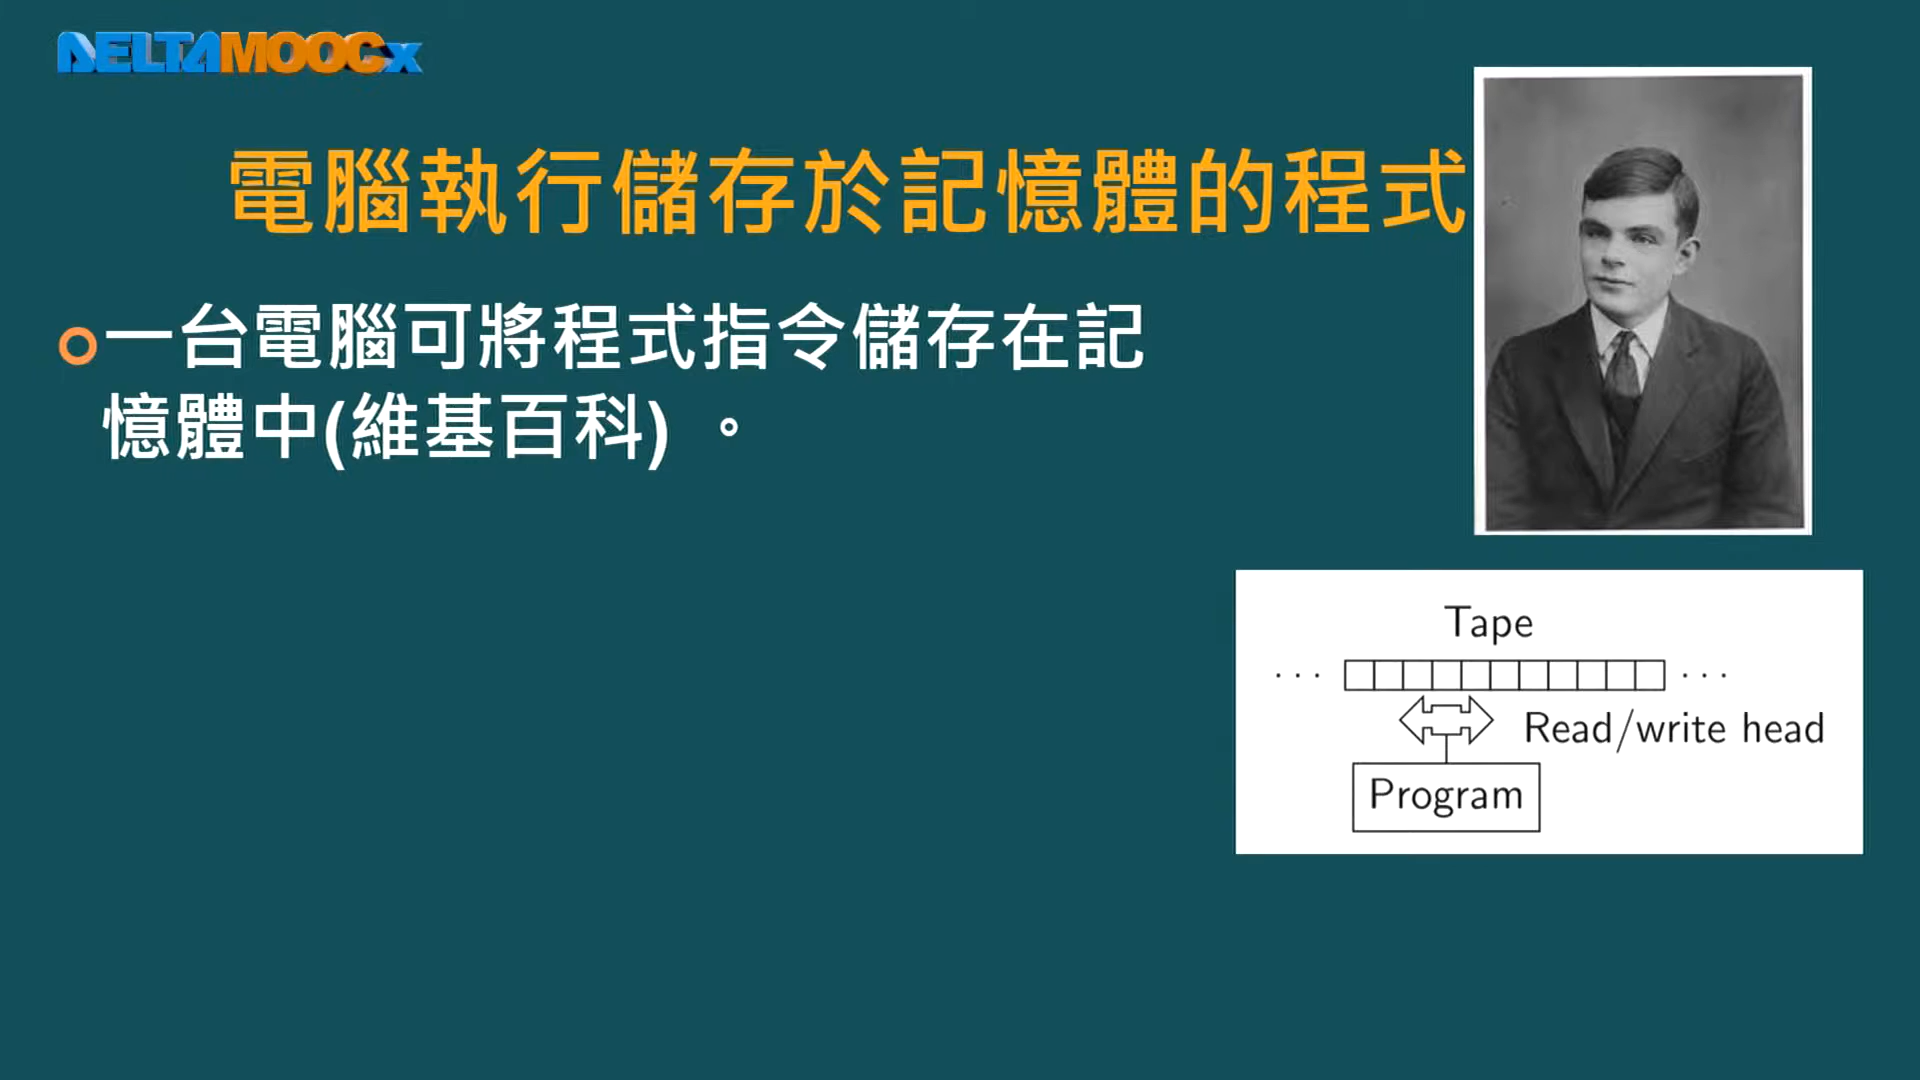 DELTAMOOCx
電腦執行儲存於記憶體的程式
一台電腦可將程式指令儲存在記
憶體中(維基百科) 。
Tape
... ...
Read/write head
Program